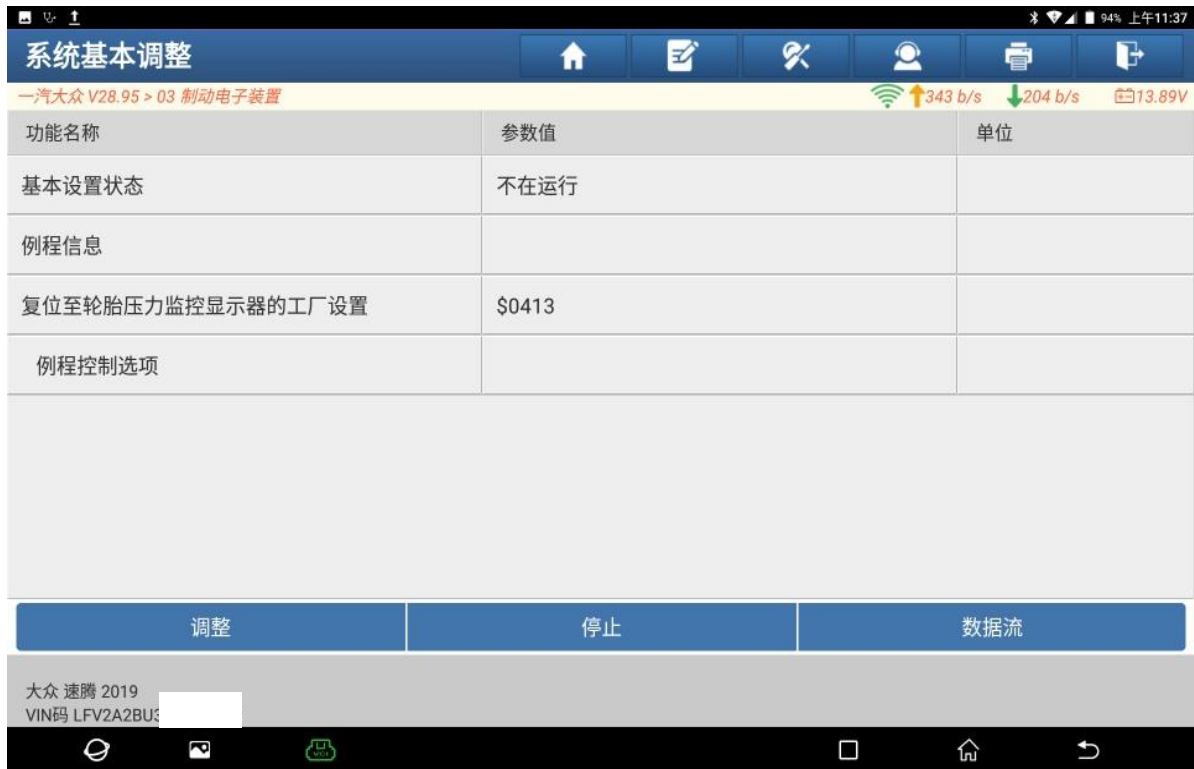 94% 上午11:37
系统基本调整
一汽大众 V28.95 > 03 制动电子装置 343 b/s 204 b/s 13.89V
功能名称 参数值 单位
基本设置状态 不在运行
例程信息
复位至轮胎压力监控显示器的工厂设置 $0413
例程控制选项
调整 停止 数据流
大众 速腾 2019
VIN码 LFV2A2BU3
VCI